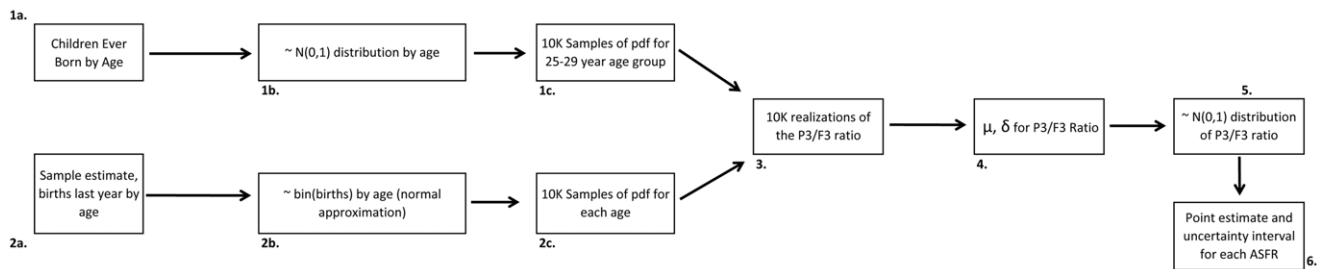 1a.
Children Ever
Born by Age
~ N(0,1) distribution by age
1b.
10K Samples of pdf for
25-29 year age group
1c.
2a.
Sample estimate,
births last year by
age
~ bin(births) by age (normal
approximation)
2b.
10K Samples of pdf for
each age
2c.
10K realizations of
the P3/F3 ratio
3.
μ, δ for P3/F3 Ratio
4.
5.
~ N(0,1) distribution
of P3/F3 ratio
Point estimate and
uncertainty interval
for each ASFR
6.